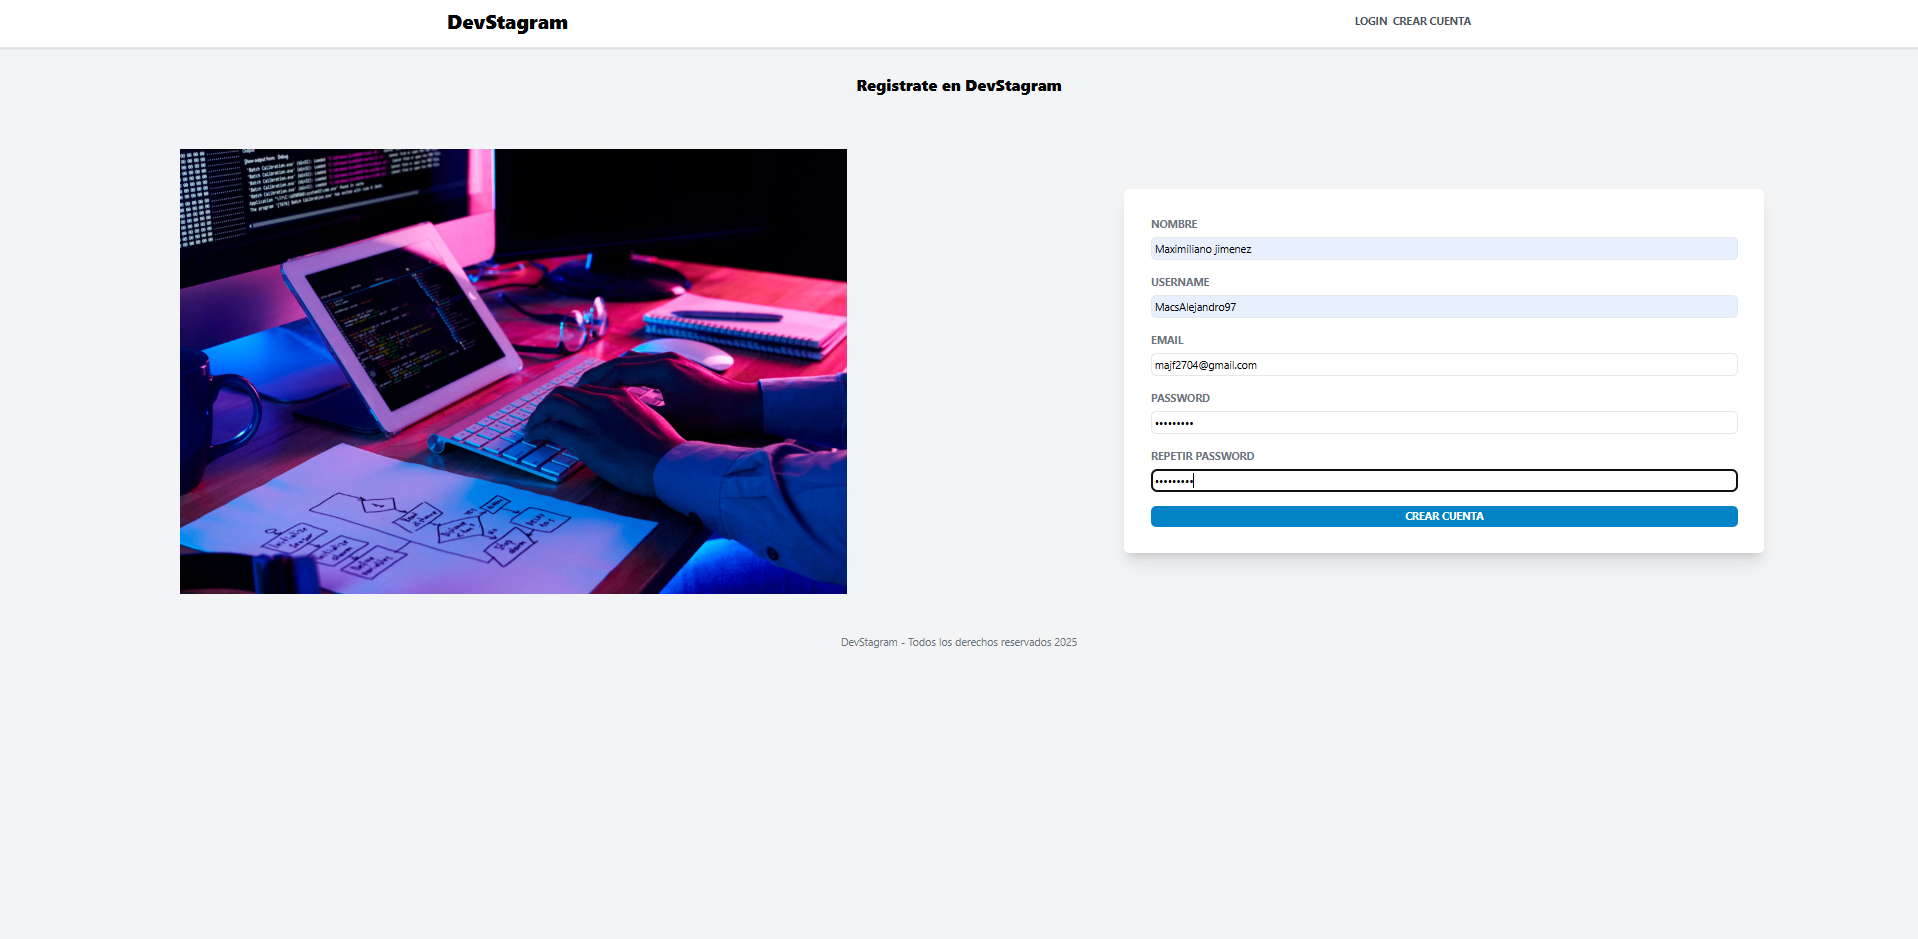 DevStagram
LOGIN CREAR CUENTA
Registrate en DevStagram
NOMBRE
Maximiliano jimenez
USERNAME
MacsAlejandro97
EMAIL
majf2704@gmail.com
PASSWORD
•••••••••
REPETIR PASSWORD
•••••••••
CREAR CUENTA
DevStagram - Todos los derechos reservados 2025